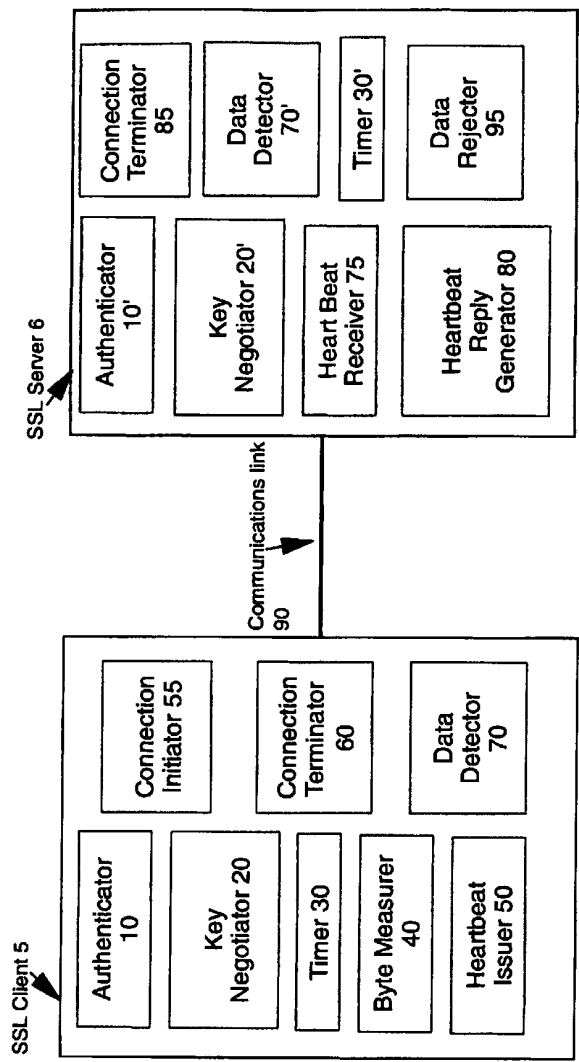 SSL Client 5
Authenticator
10
Key
Negotiator 20
Timer 30
Byte Measurer
40
Heartbeat
Issuer 50
Connection
Initiator 55
Connection
Terminator
60
Data
Detector
70
Communications link
90
SSL Server 6
Authenticator
10'
Key
Negotiator 20'
Heart Beat
Receiver 75
Heartbeat
Reply
Generator 80
Connection
Terminator
85
Data
Detector
70'
Timer 30'
Data
Rejecter
95